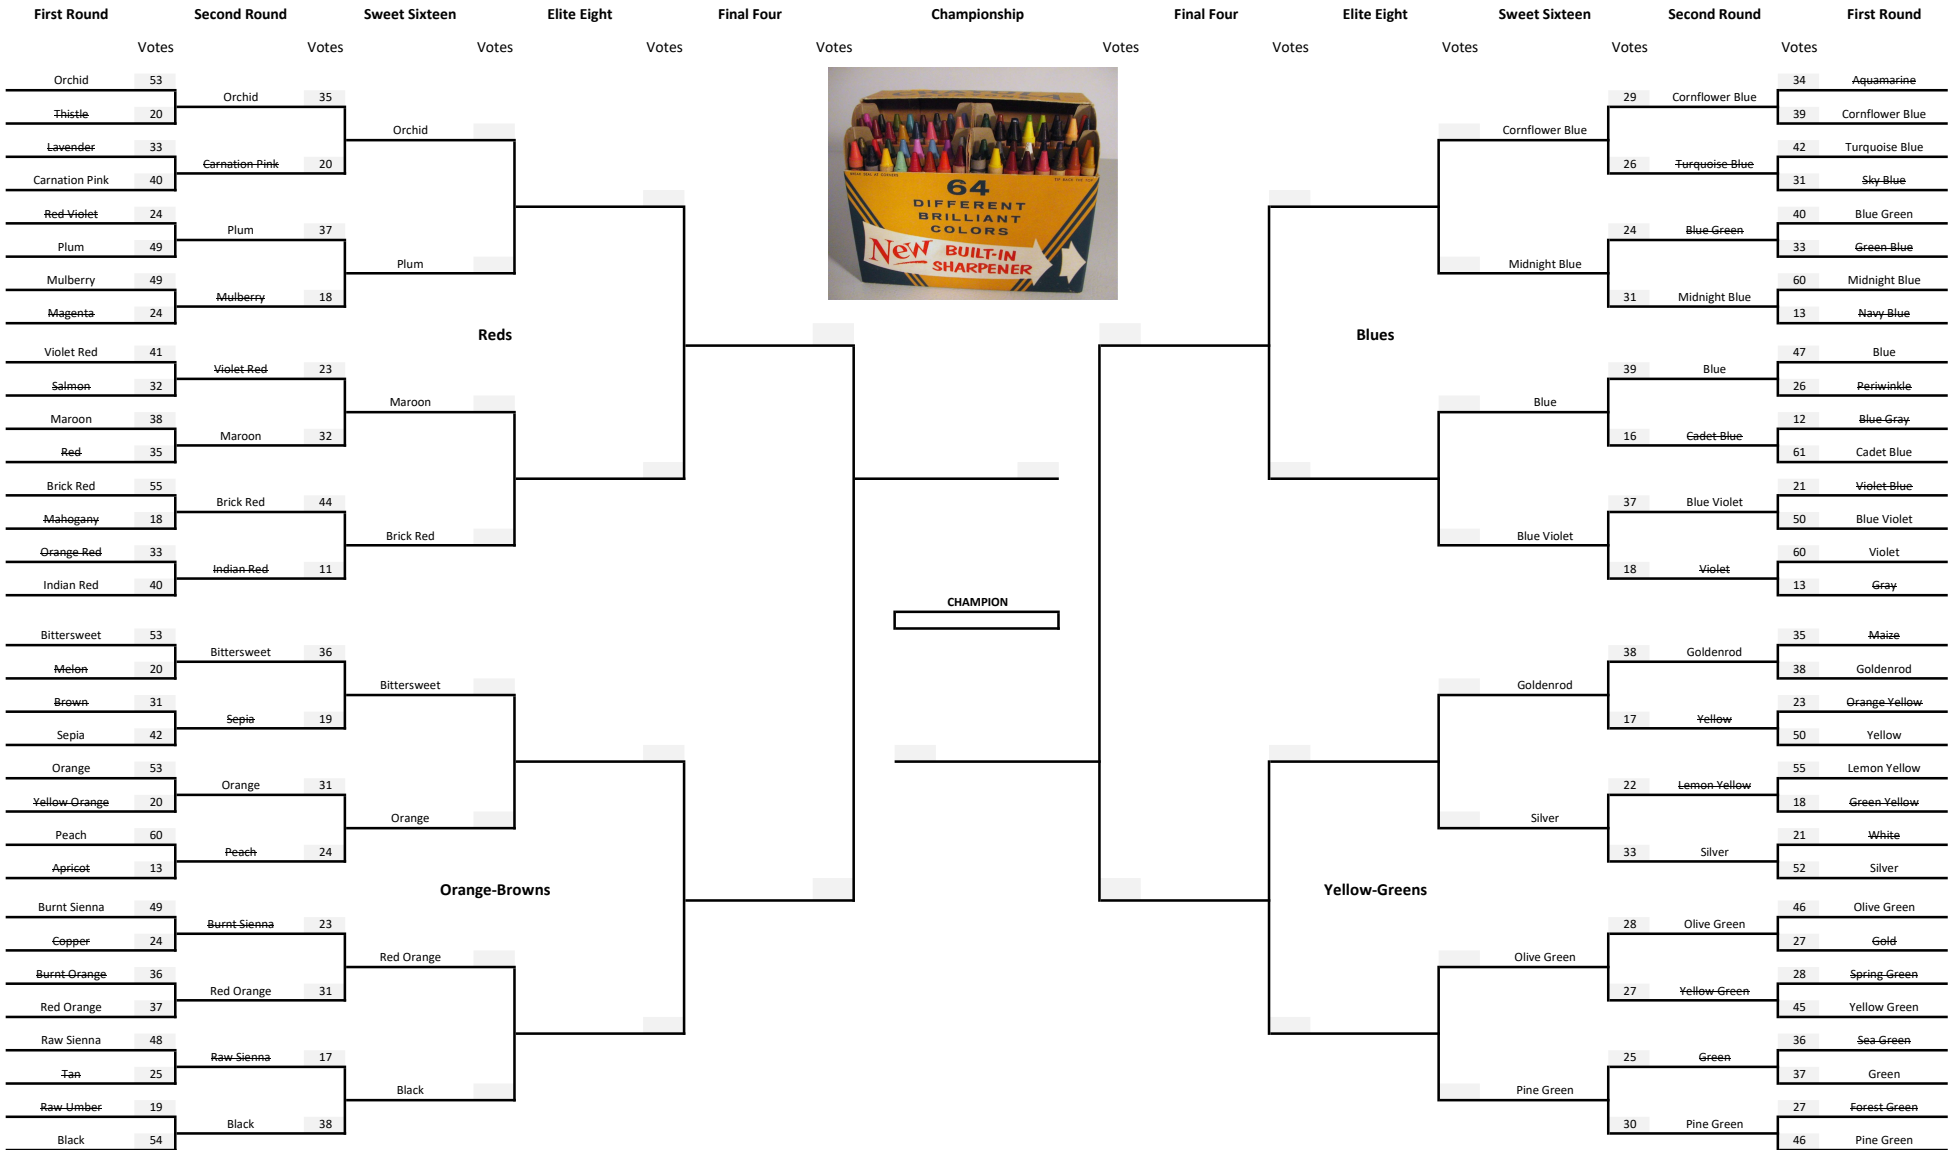 First Round Second Round Sweet Sixteen Elite Eight Final Four Championship Final Four Elite Eight Sweet Sixteen Second Round First Round
Votes Votes Votes Votes Votes Votes Votes Votes Votes Votes
Orchid 53 34 Aquamarine
Orchid 35 29 Cornflower Blue
Thistle 20 39 Cornflower Blue
Orchid Cornflower Blue
Lavender 33 42 Turquoise Blue
Carnation Pink 20 26 Turquoise Blue
Carnation Pink 40 31 Sky Blue
64
DIFFERENT
BRILLIANT
COLORS
New BUILT-IN
SHARPENER
Red Violet 24 40 Blue Green
Plum 37 24 Blue Green
Plum 49 33 Green Blue
Plum Midnight Blue
Mulberry 49 60 Midnight Blue
Mulberry 18 31 Midnight Blue
Magenta 24 13 Navy Blue
Reds Blues
Violet Red 41 47 Blue
Violet Red 23 39 Blue
Salmon 32 26 Periwinkle
Maroon Blue
Maroon 38 12 Blue Gray
Maroon 32 16 Cadet Blue
Red 35 61 Cadet Blue
Brick Red 55 21 Violet Blue
Brick Red 44 37 Blue Violet
Mahogany 18 50 Blue Violet
Brick Red Blue Violet
Orange Red 33 60 Violet
Indian Red 11 18 Violet
Indian Red 40 13 Gray
CHAMPION
Bittersweet 53 35 Maize
Bittersweet 36 38 Goldenrod
Melon 20 38 Goldenrod
Bittersweet Goldenrod
Brown 31 23 Orange Yellow
Sepia 19 17 Yellow
Sepia 42 50 Yellow
Orange 53 55 Lemon Yellow
Orange 31 22 Lemon Yellow
Yellow Orange 20 18 Green Yellow
Orange Silver
Peach 60 21 White
Peach 24 33 Silver
Apricot 13 52 Silver
Orange-Browns Yellow-Greens
Burnt Sienna 49 46 Olive Green
Burnt Sienna 23 28 Olive Green
Copper 24 27 Gold
Red Orange Olive Green
Burnt Orange 36 28 Spring Green
Red Orange 31 27 Yellow Green
Red Orange 37 45 Yellow Green
Raw Sienna 48 36 Sea Green
Raw Sienna 17 25 Green
Tan 25 37 Green
Black Pine Green
Raw Umber 19 27 Forest Green
Black 38 30 Pine Green
Black 54 46 Pine Green